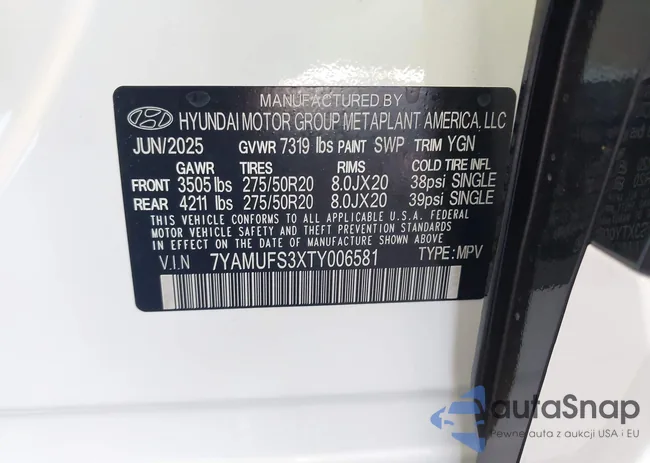 MANUFACTURED BY
HYUNDAI MOTOR GROUP METAPLANT AMERICA, LLC
JUN/2025 GVWR 7319 lbs PAINT SWP TRIM YGN
GAWR TIRES RIMS COLD TIRE INFL
FRONT 3505 lbs 275/50R20 8.0JX20 38psi SINGLE
REAR 4211 lbs 275/50R20 8.0JX20 39psi SINGLE
THIS VEHICLE CONFORMS TO ALL APPLICABLE U.S.A. FEDERAL
MOTOR VEHICLE SAFETY AND THEFT PREVENTION STANDARDS
IN EFFECT ON THE DATE OF MANUFACTURE SHOWN ABOVE.
V.I.N 7YAMUFS3XTY006581 TYPE: MPV
autaSnap
Pewne auta z aukcji USA i EU